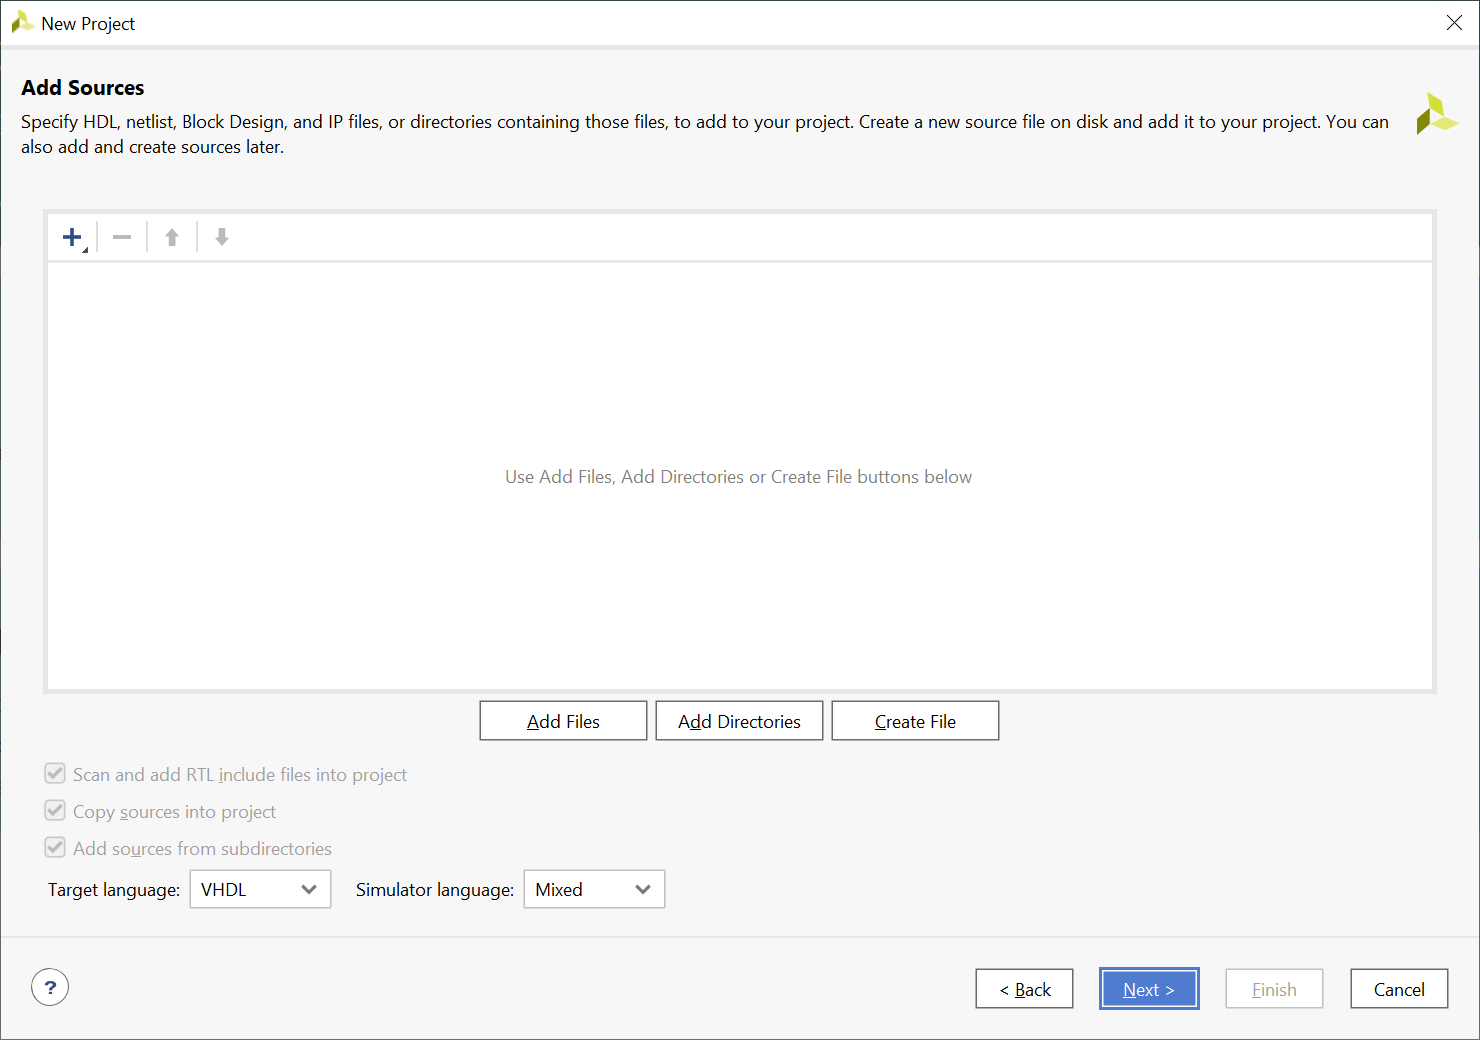 New Project
Add Sources
Specify HDL, netlist, Block Design, and IP files, or directories containing those files, to add to your project. Create a new source file on disk and add it to your project. You can
also add and create sources later.
Use Add Files, Add Directories or Create File buttons below
Add Files Add Directories Create File
Scan and add RTL include files into project
Copy sources into project
Add sources from subdirectories
Target language: VHDL Simulator language: Mixed
? < Back Next > Finish Cancel